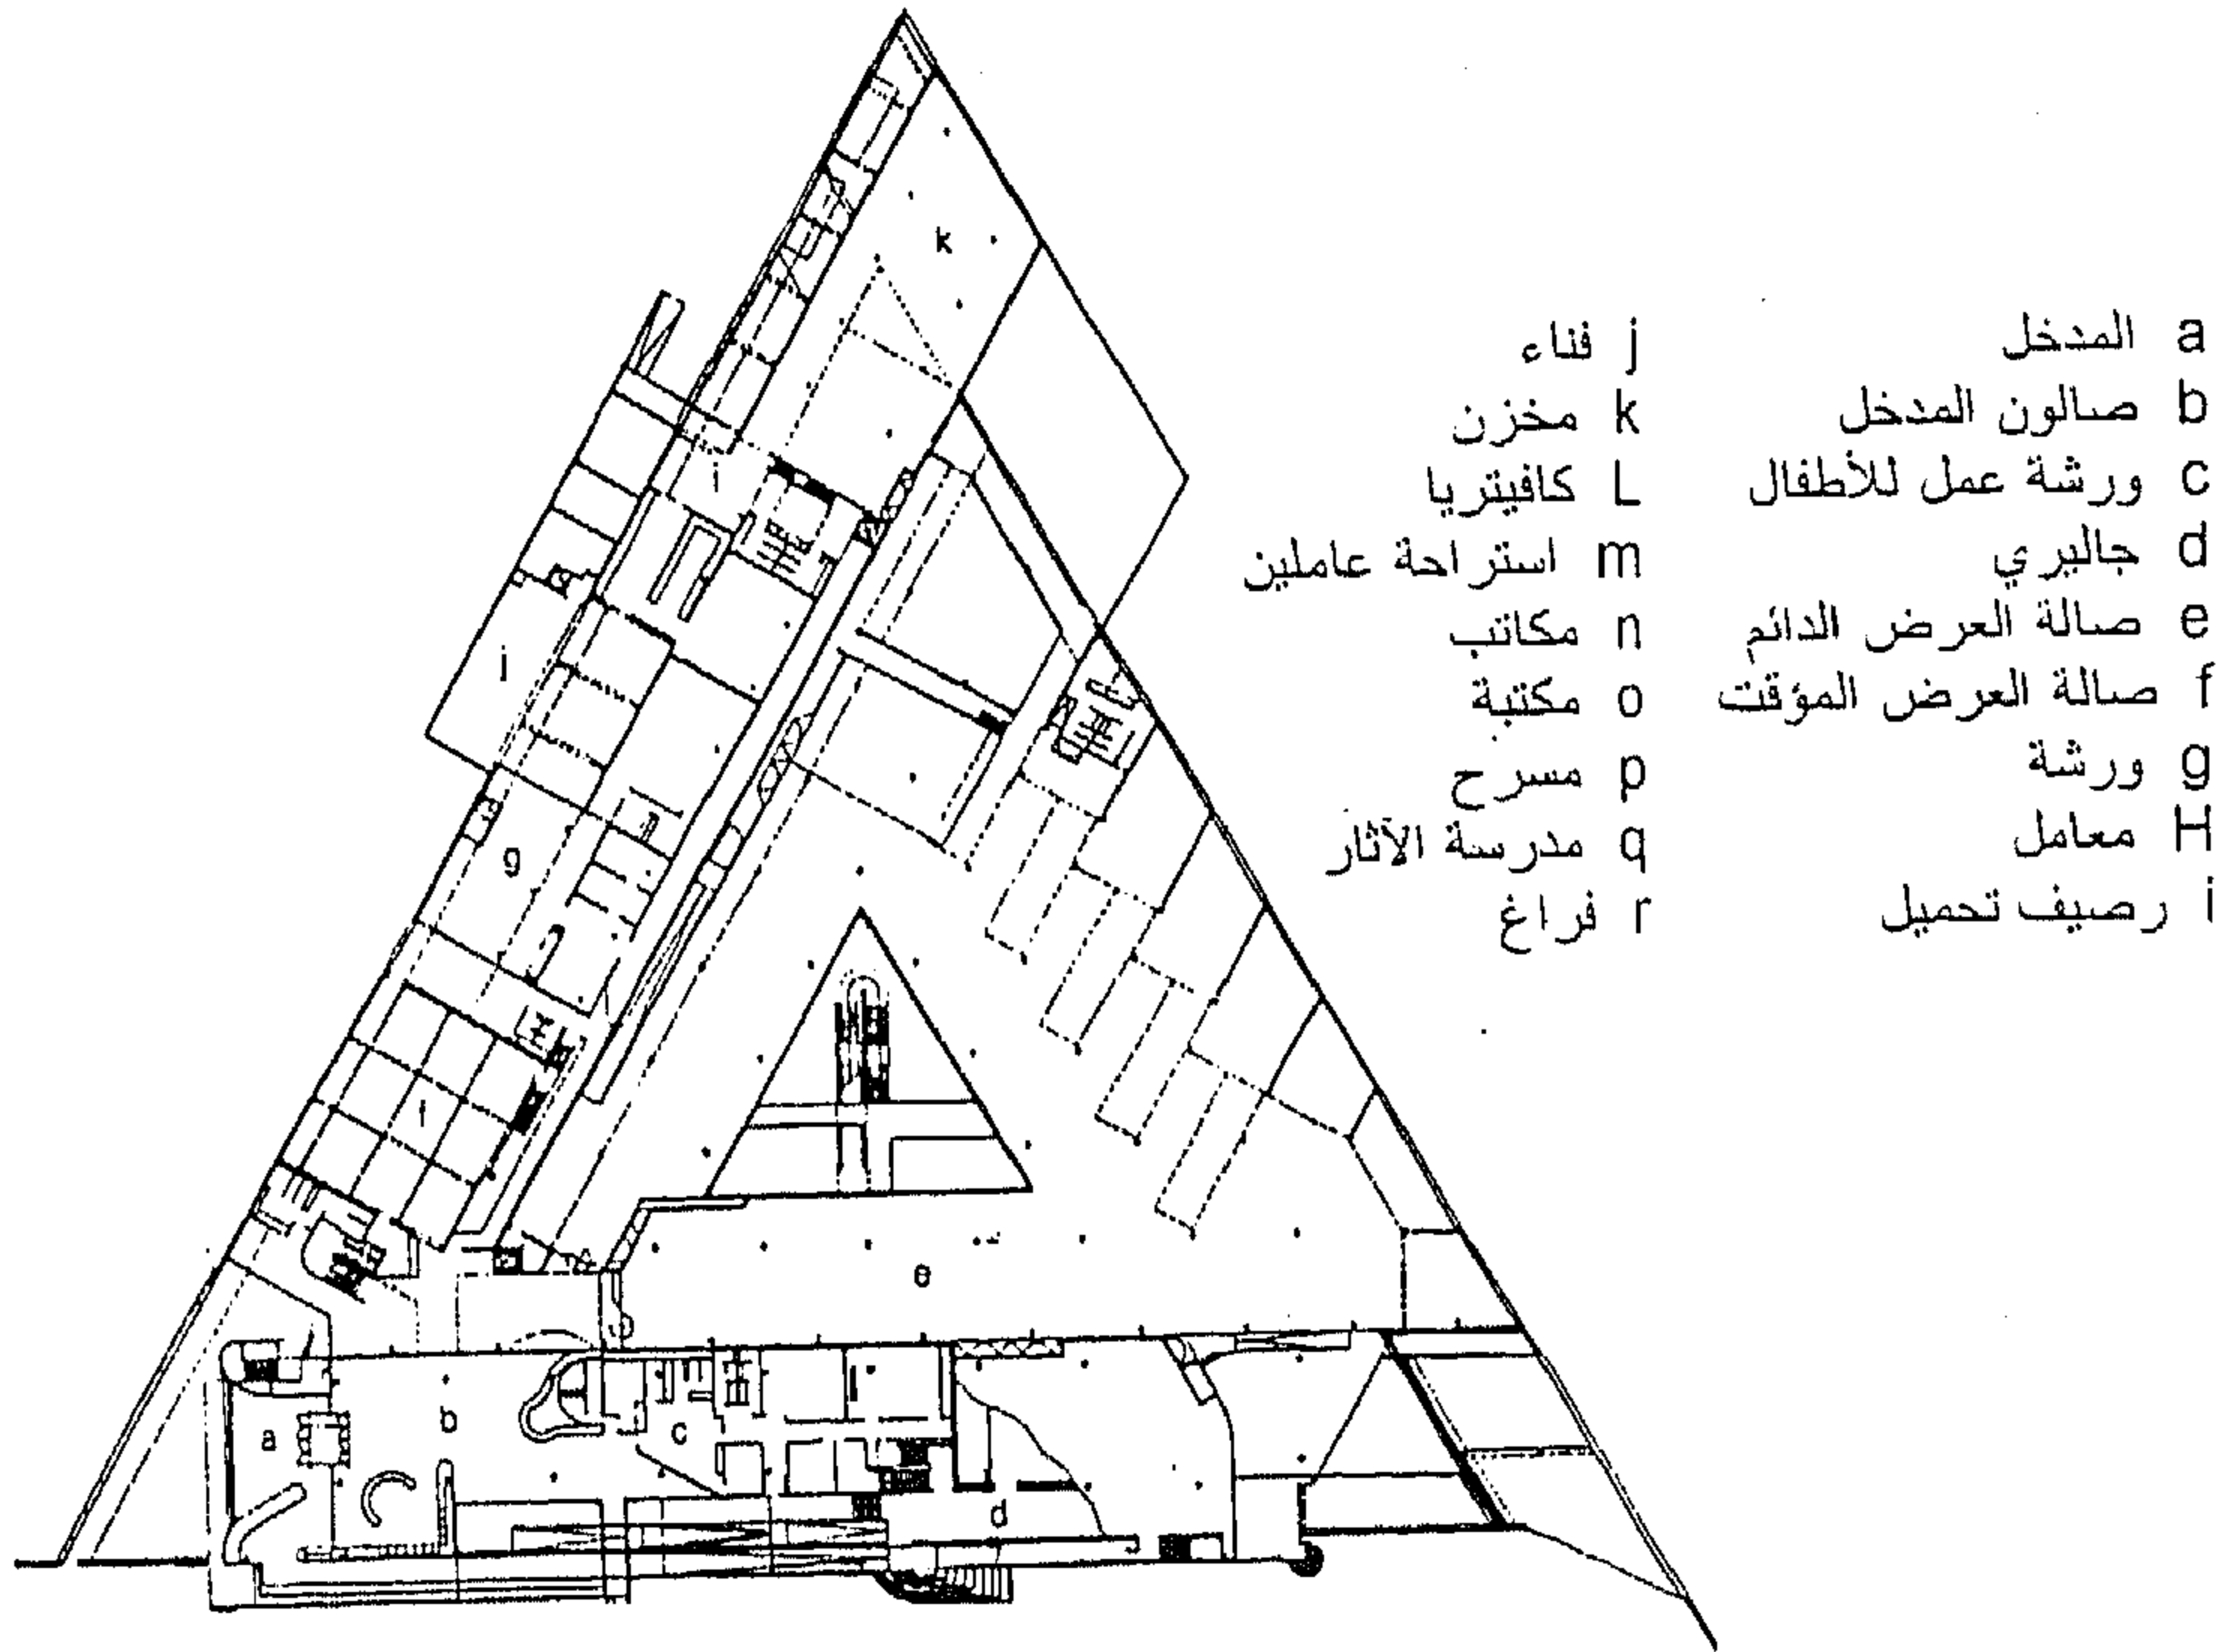 a المدخل
b صالون المدخل
c ورشة عمل للأطفال
d جاليري
e صالة العرض الدائم
f صالة العرض المؤقت
g ورشة
H معامل
i رصيف تحميل
j فناء
k مخزن
L كافيتريا
m استراحة عاملين
n مكاتب
o مكتبة
p مسرح
q مدرسة الآثار
r فراغ
k
i
j
g
f
e
a
b
c
d